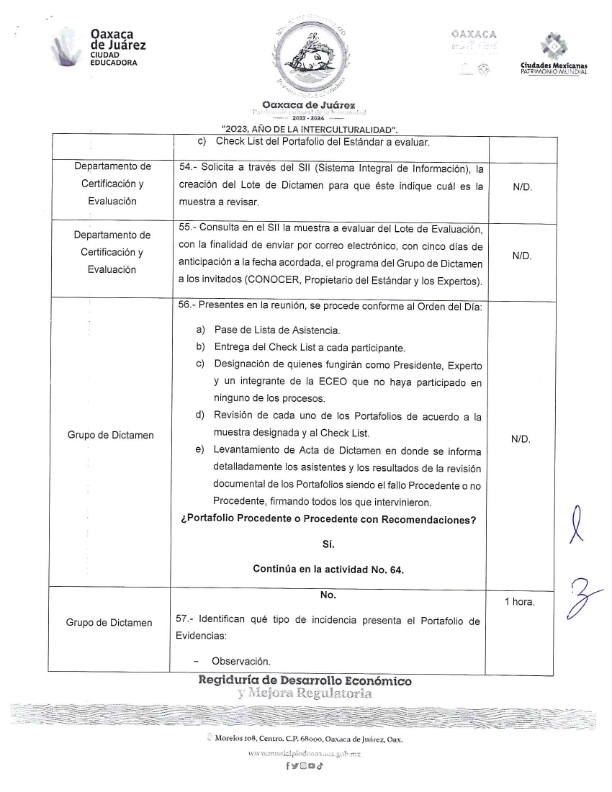 Oaxaca
de Juárez
CIUDAD
EDUCADORA
OAXACA
Ciudades Mexicanas
PATRIMONIO MUNDIAL
Oaxaca de Juárez
Patrimonio cultural de la humanidad
2022 - 2024
"2023, AÑO DE LA INTERCULTURALIDAD".
c) Check List del Portafolio del Estándar a evaluar.
Departamento de
Certificación y
Evaluación
54.- Solicita a través del SII (Sistema Integral de Información), la
creación del Lote de Dictamen para que éste indique cuál es la
muestra a revisar.
N/D.
Departamento de
Certificación y
Evaluación
55.- Consulta en el SII la muestra a evaluar del Lote de Evaluación,
con la finalidad de enviar por correo electrónico, con cinco días de
anticipación a la fecha acordada, el programa del Grupo de Dictamen
a los invitados (CONOCER, Propietario del Estándar y los Expertos).
N/D.
Grupo de Dictamen
56.- Presentes en la reunión, se procede conforme al Orden del Día:
a) Pase de Lista de Asistencia.
b) Entrega del Check List a cada participante.
c) Designación de quienes fungirán como Presidente, Experto
y un integrante de la ECEO que no haya participado en
ninguno de los procesos.
d) Revisión de cada uno de los Portafolios de acuerdo a la
muestra designada y al Check List.
e) Levantamiento de Acta de Dictamen en donde se informa
detalladamente los asistentes y los resultados de la revisión
documental de los Portafolios siendo el fallo Procedente o no
Procedente, firmando todos los que intervinieron.
¿Portafolio Procedente o Procedente con Recomendaciones?
Sí.
Continúa en la actividad No. 64.
N/D.
Grupo de Dictamen
No.
57.- Identifican qué tipo de incidencia presenta el Portafolio de
Evidencias:
– Observación.
1 hora.
Regiduría de Desarrollo Económico
y Mejora Regulatoria
Morelos 108, Centro. C.P. 68000, Oaxaca de Juárez, Oax.
www.municipiodeoaxaca.gob.mx